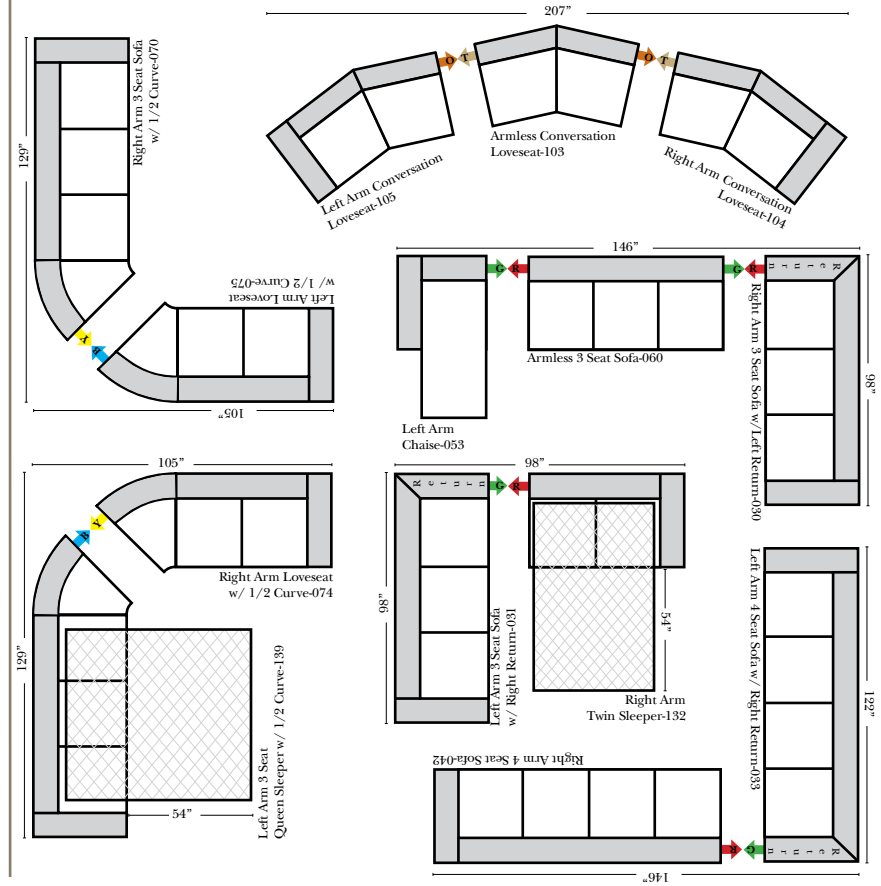 207”
Right Arm 3 Seat Sofa
w/ 1/2 Curve-070
129”
O T
O T
Left Arm Conversation
Loveseat-105
Armless Conversation
Loveseat-103
Right Arm Conversation
Loveseat-104
Left Arm Loveseat
w/ 1/2 Curve-075
Y
B
105”
146”
G R
G R
Return
Armless 3 Seat Sofa-060
Left Arm
Chaise-053
Right Arm 3 Seat Sofa w/Left Return-030
98”
105”
B Y
Right Arm Loveseat
w/ 1/2 Curve-074
129”
Left Arm 3 Seat
Queen Sleeper w/ 1/2 Curve-139
54”
98”
Return
G R
98”
Left Arm 3 Seat Sofa
w/ Right Return-031
54”
Right Arm
Twin Sleeper-132
Left Arm 4 Seat Sofa w/ Right Return-033
122”
Right Arm 4 Seat Sofa-042
R G
Return
146”